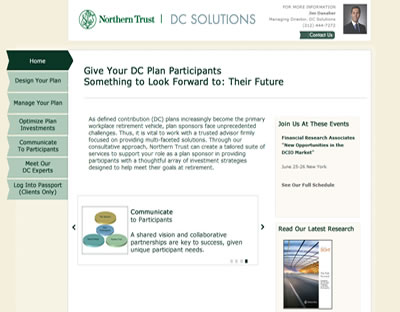 FOR MORE INFORMATION
Jim Danaher
Managing Director, DC Solutions
(312) 444-7272
Contact Us
Northern Trust
DC SOLUTIONS
Home
Design Your Plan
Manage Your Plan
Optimize Plan
Investments
Communicate
To Participants
Meet Our
DC Experts
Log Into Passport
(Clients Only)
Give Your DC Plan Participants
Something to Look Forward to: Their Future
As defined contribution (DC) plans increasingly become the primary
workplace retirement vehicle, plan sponsors face unprecedented
challenges. Thus, it is vital to work with a trusted advisor firmly
focused on providing multi-faceted solutions. Through our
consultative approach, Northern Trust can create a tailored suite of
services to support your role as a plan sponsor in providing
participants with a thoughtful array of investment strategies
designed to help meet their goals at retirement.
Communicate
to Participants
A shared vision and collaborative
partnerships are key to success, given
unique participant needs.
Join Us At These Events
Financial Research Associates
"New Opportunities in the
DCIO Market"
June 25-26 New York
See Our Full Schedule
Read Our Latest Research